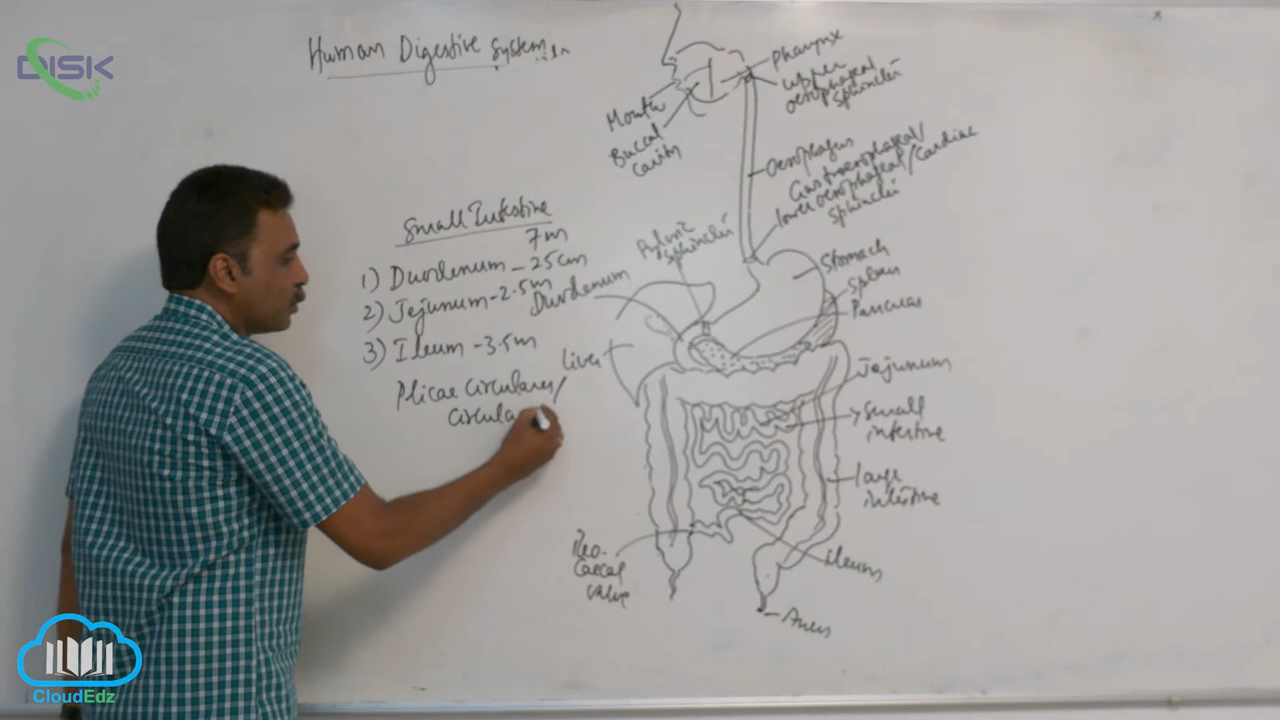 DISK
Human Digestive System
Pharynx
upper
oesophageal
sphincter
Mouth
Buccal
cavity
Oesophagus
Gastroesophageal/
lower oesophageal/Cardiac
sphincter
Small Intestine
7m
1) Duodenum - 25cm
2) Jejunum - 2.5m
3) Ileum - 3.5m
Plicae Circulares/
Circula
Pyloric
sphincter
Duodenum
Liver
Stomach
Spleen
Pancreas
Jejunum
Small
intestine
large
intestine
Ileo-
Caecal
valve
Ileum
Anus
CloudEdz